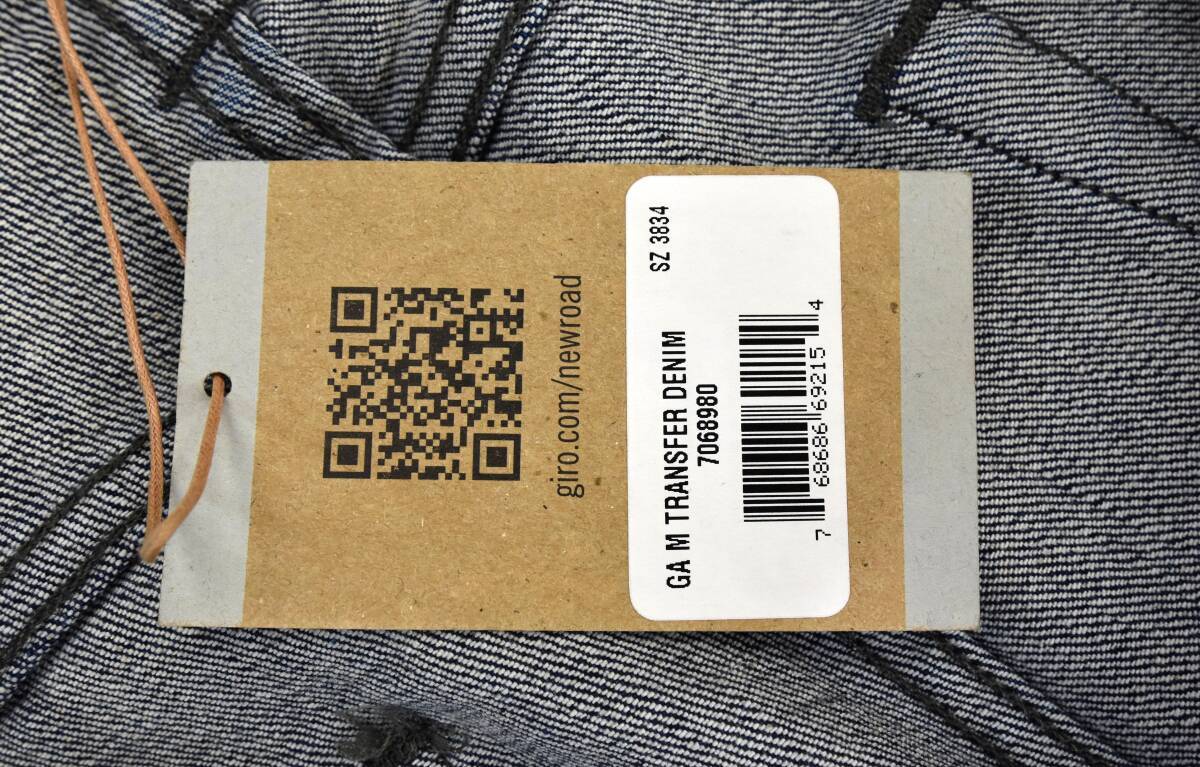 giro.com/newroad
SZ 3834
GA M TRANSFER DENIM
7068980
7 68686 69215 4